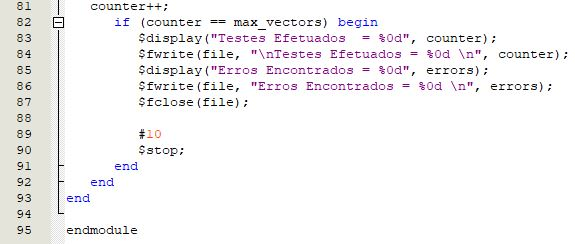 81 counter++;
82 if (counter == max_vectors) begin
83 $display("Testes Efetuados  = %0d", counter);
84 $fwrite(file, "\nTestes Efetuados = %0d \n", counter);
85 $display("Erros Encontrados = %0d", errors);
86 $fwrite(file, "Erros Encontrados = %0d \n", errors);
87 $fclose(file);
88
89 #10
90 $stop;
91 end
92 end
93 end
94
95 endmodule